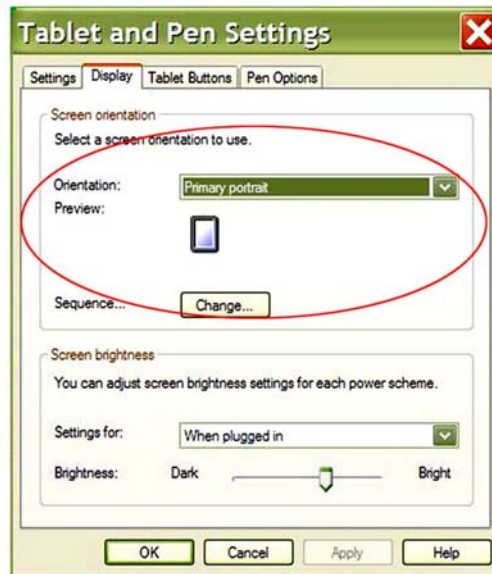 Tablet and Pen Settings
Settings Display Tablet Buttons Pen Options
Screen orientation
Select a screen orientation to use.
Orientation: Primary portrait
Preview:
Sequence... Change...
Screen brightness
You can adjust screen brightness settings for each power scheme.
Settings for: When plugged in
Brightness: Dark Bright
OK Cancel Apply Help